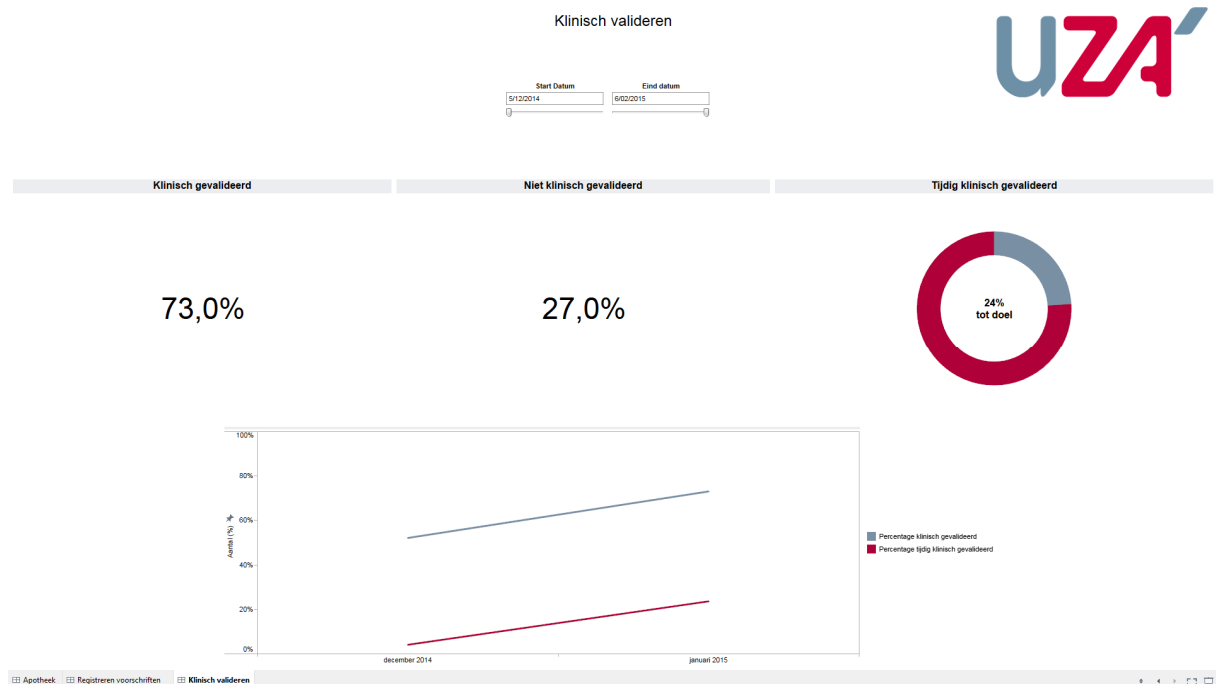 Klinisch valideren
UZA
Start Datum
Eind datum
5/12/2014
6/02/2015
Klinisch gevalideerd
Niet klinisch gevalideerd
Tijdig klinisch gevalideerd
73,0%
27,0%
24%
tot doel
100%
80%
60%
40%
20%
0%
Aantal (%)
december 2014
januari 2015
Percentage klinisch gevalideerd
Percentage tijdig klinisch gevalideerd
Apotheek
Registreren voorschriften
Klinisch valideren